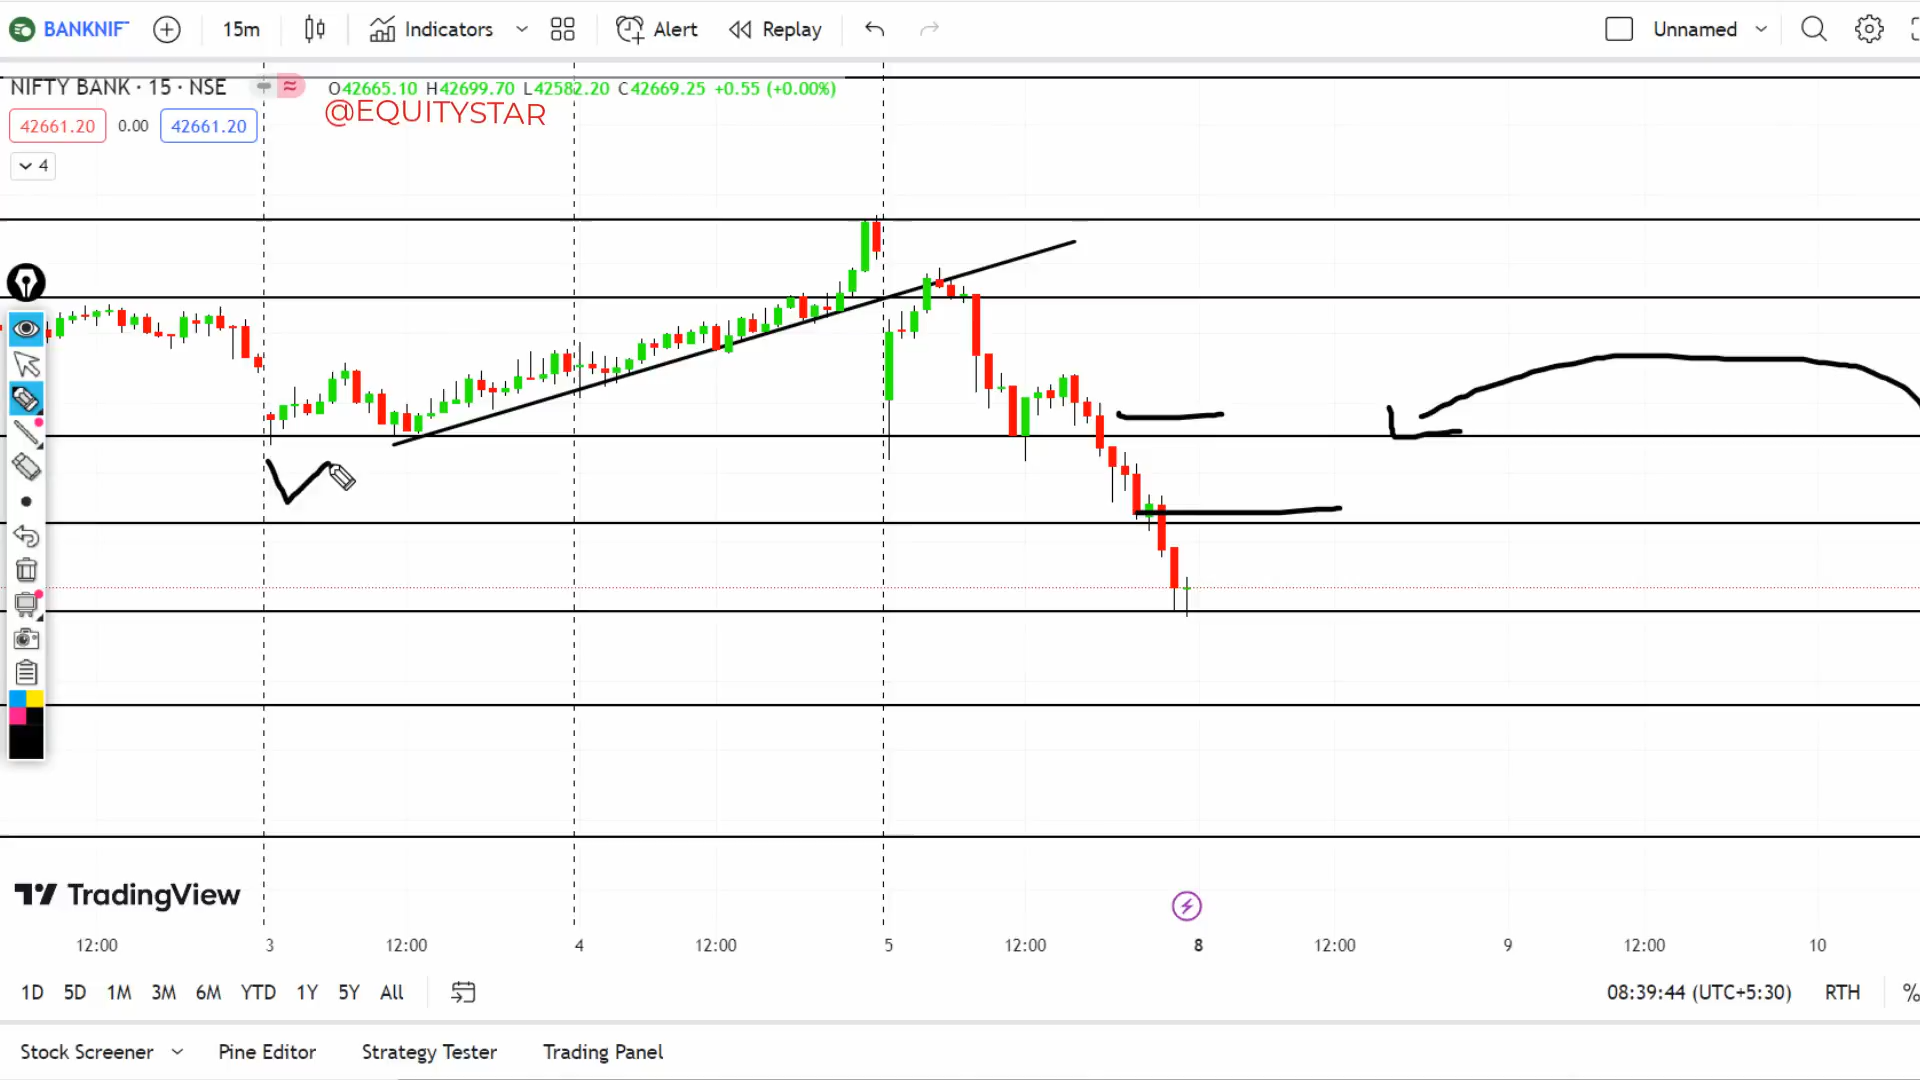 BANKNIF
15m
Indicators
Alert
Replay
Unnamed
NIFTY BANK · 15 · NSE
O42665.10 H42699.70 L42582.20 C42669.25 +0.55 (+0.00%)
@EQUITYSTAR
42661.20 0.00 42661.20
4
TradingView
12:00 3 12:00 4 12:00 5 12:00 8 12:00 9 12:00 10
1D 5D 1M 3M 6M YTD 1Y 5Y All
08:39:44 (UTC+5:30) RTH %
Stock Screener Pine Editor Strategy Tester Trading Panel